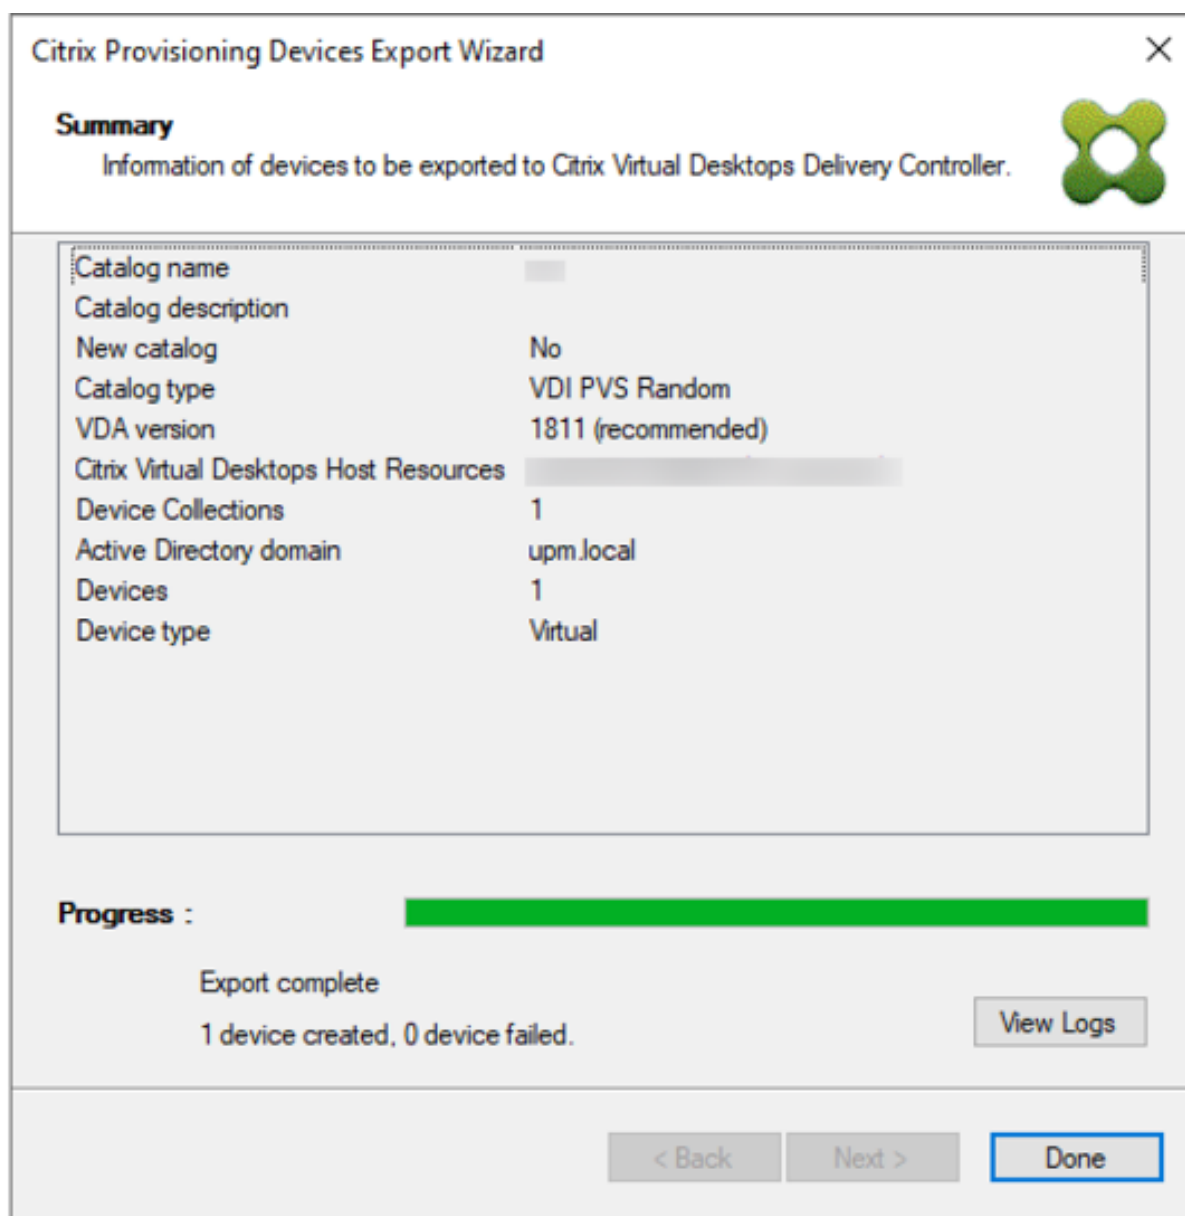 Citrix Provisioning Devices Export Wizard
Summary
Information of devices to be exported to Citrix Virtual Desktops Delivery Controller.
Catalog name
Catalog description
New catalog No
Catalog type VDI PVS Random
VDA version 1811 (recommended)
Citrix Virtual Desktops Host Resources
Device Collections 1
Active Directory domain upm.local
Devices 1
Device type Virtual
Progress :
Export complete
1 device created, 0 device failed.
View Logs
< Back Next > Done